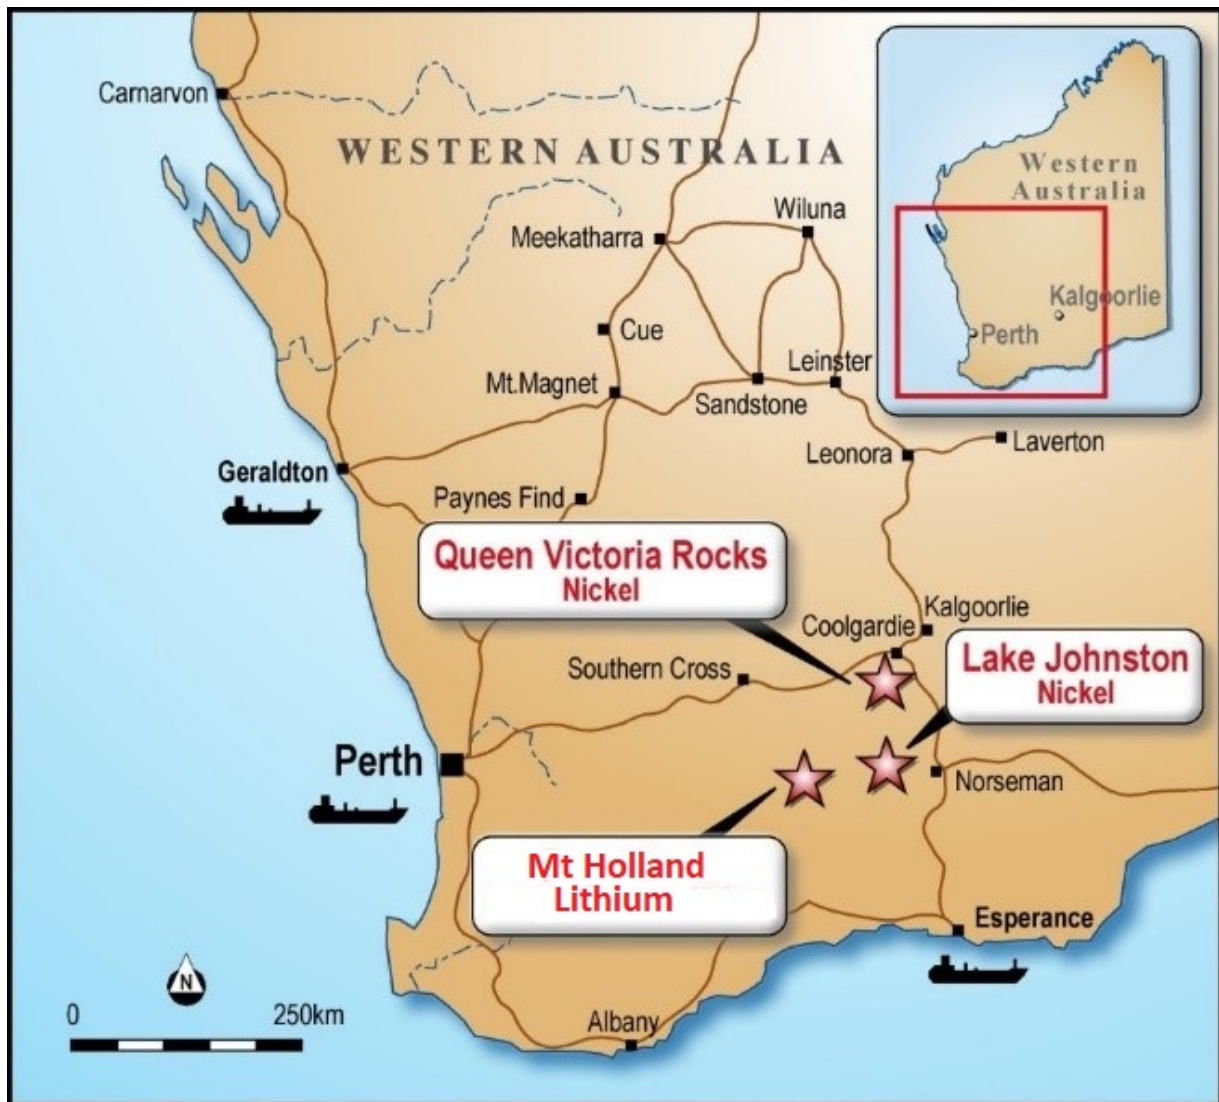 Carnarvon
WESTERN AUSTRALIA
Western
Australia
Wiluna
Meekatharra
Kalgoorlie
Cue
Perth
Leinster
Mt.Magnet
Sandstone
Laverton
Leonora
Geraldton
Paynes Find
Queen Victoria Rocks
Nickel
Kalgoorlie
Coolgardie
Lake Johnston
Nickel
Southern Cross
Perth
Norseman
Mt Holland
Lithium
Esperance
N
0 250km
Albany